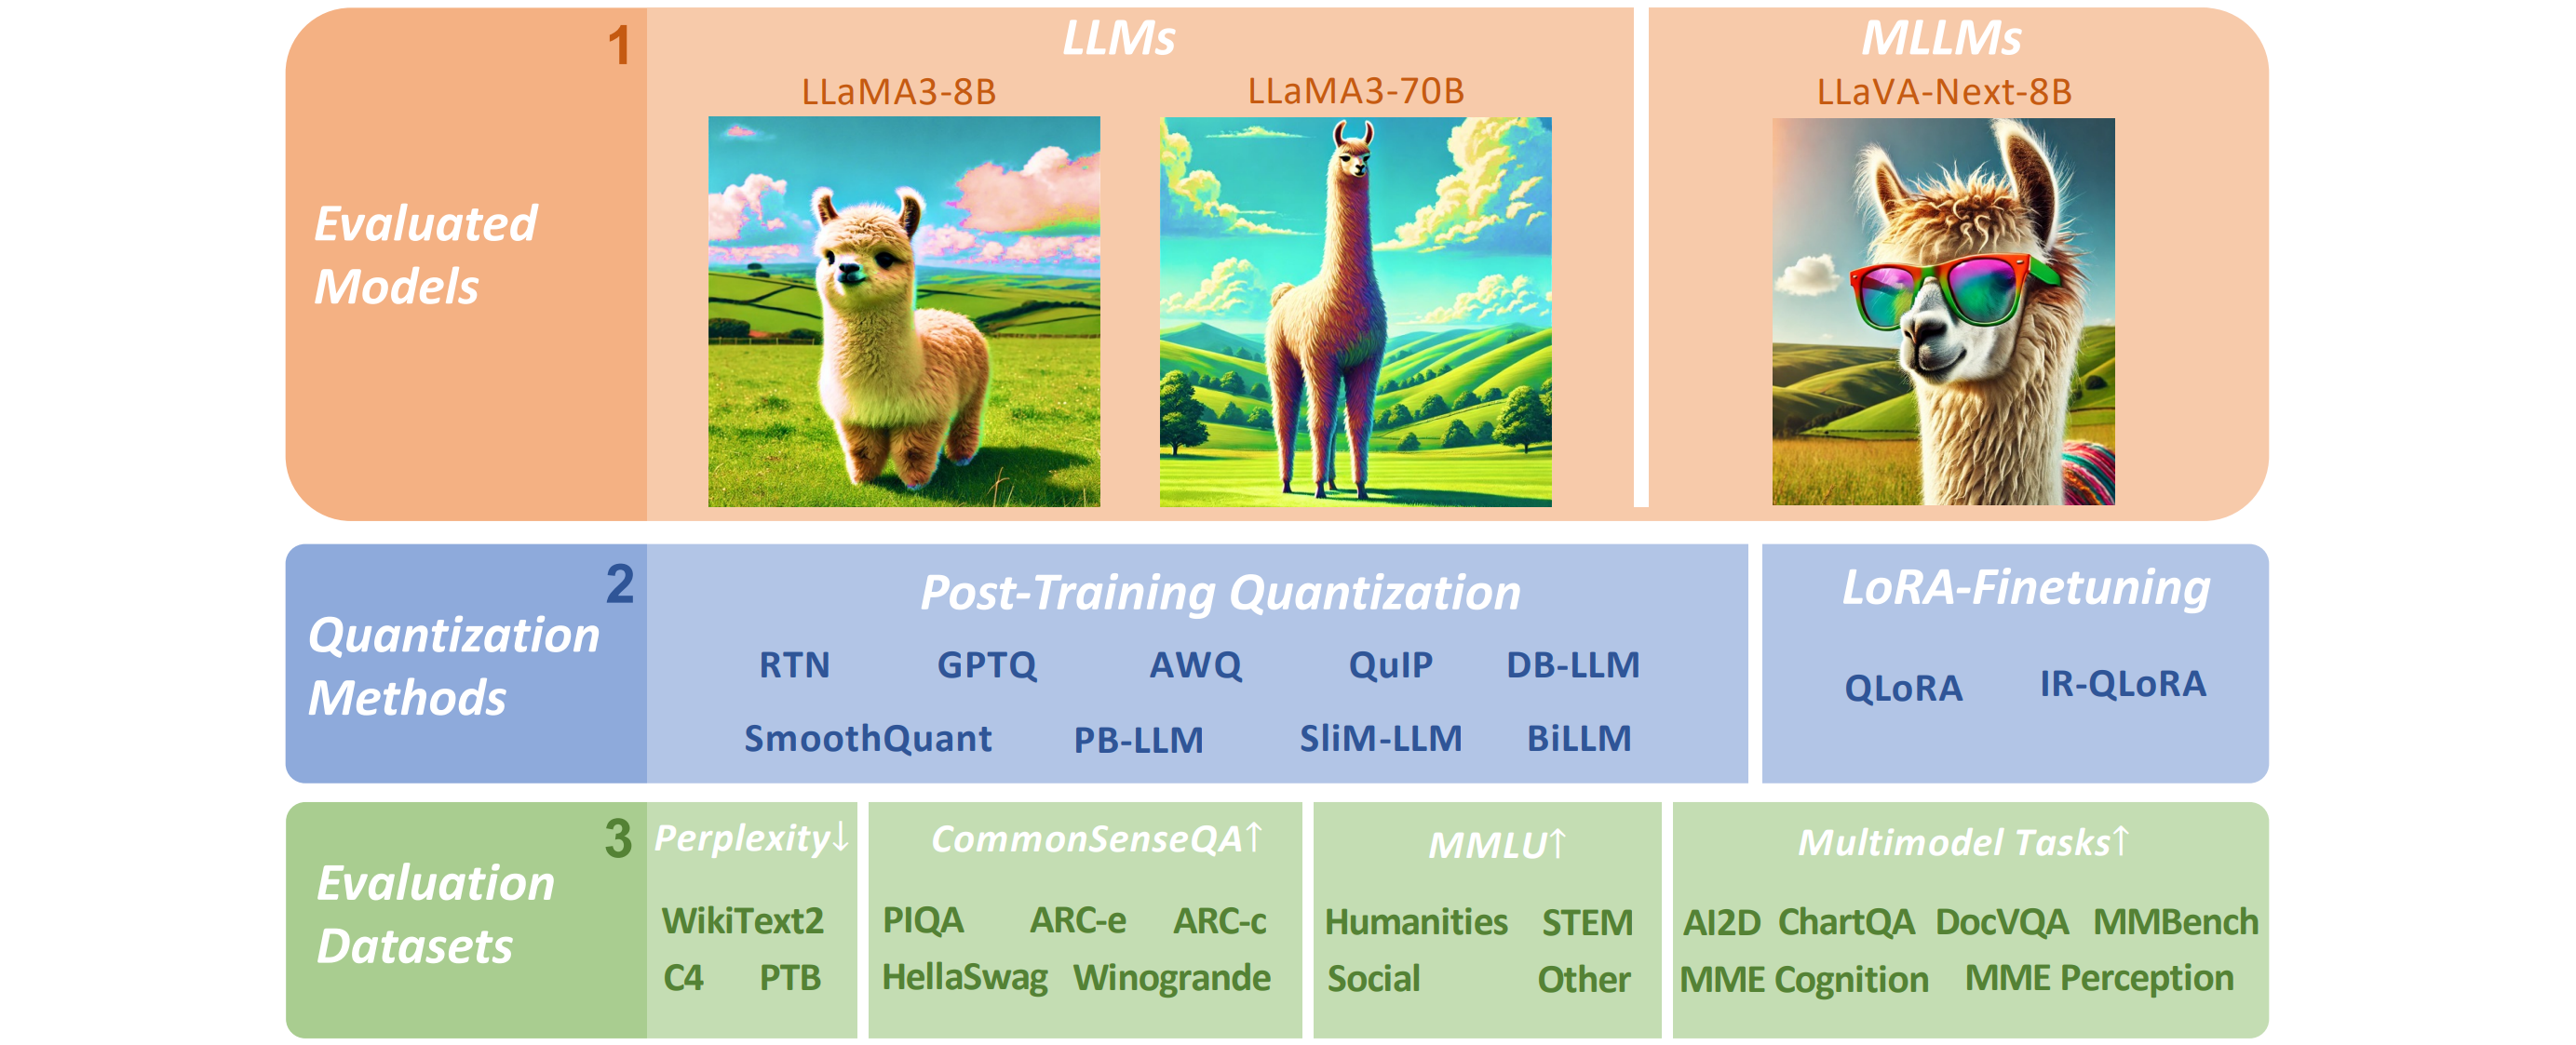 1
LLMs
MLLMs
LLaMA3-8B
LLaMA3-70B
LLaVA-Next-8B
Evaluated
Models
2
Quantization
Methods
Post-Training Quantization
RTN GPTQ AWQ QuIP DB-LLM
SmoothQuant PB-LLM SliM-LLM BiLLM
LoRA-Finetuning
QLoRA IR-QLoRA
3
Evaluation
Datasets
Perplexity↓
WikiText2
C4 PTB
CommonSenseQA↑
PIQA ARC-e ARC-c
HellaSwag Winogrande
MMLU↑
Humanities STEM
Social Other
Multimodel Tasks↑
AI2D ChartQA DocVQA MMBench
MME Cognition MME Perception